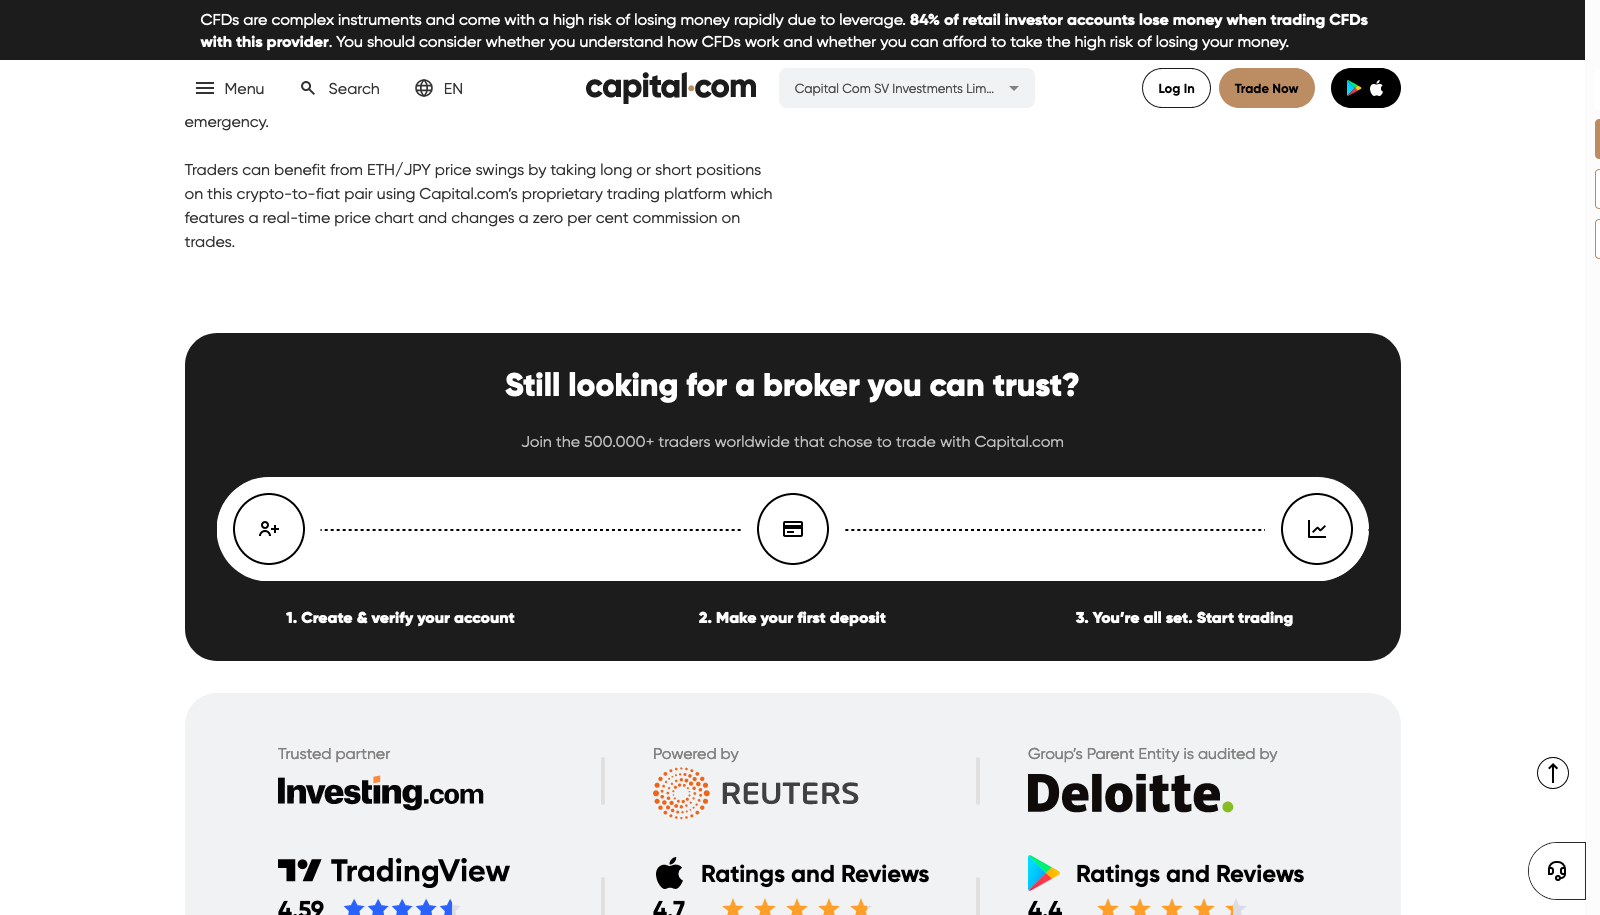 CFDs are complex instruments and come with a high risk of losing money rapidly due to leverage. 84% of retail investor accounts lose money when trading CFDs
with this provider. You should consider whether you understand how CFDs work and whether you can afford to take the high risk of losing your money.
Menu Search EN capital.com Capital Com SV Investments Lim... Log In Trade Now
emergency.
Traders can benefit from ETH/JPY price swings by taking long or short positions
on this crypto-to-fiat pair using Capital.com’s proprietary trading platform which
features a real-time price chart and changes a zero per cent commission on
trades.
Still looking for a broker you can trust?
Join the 500.000+ traders worldwide that chose to trade with Capital.com
1. Create & verify your account 2. Make your first deposit 3. You’re all set. Start trading
Trusted partner Powered by Group’s Parent Entity is audited by
Investing.com REUTERS Deloitte.
TradingView Ratings and Reviews Ratings and Reviews
4.59 4.7 4.4